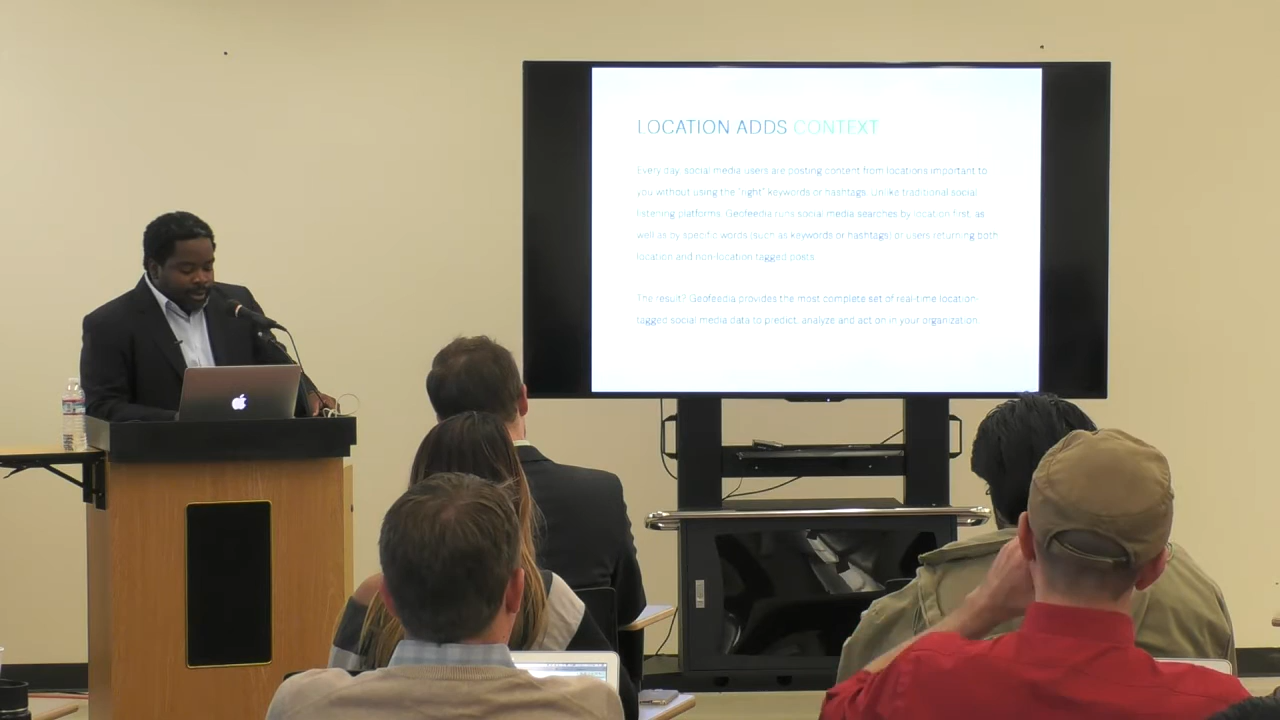 LOCATION ADDS CONTEXT
Every day, social media users are posting content from locations important to
you without using the "right" keywords or hashtags. Unlike traditional social
listening platforms, Geofeedia runs social media searches by location first, as
well as by specific words (such as keywords or hashtags) or users returning both
location and non-location tagged posts.
The result? Geofeedia provides the most complete set of real-time location-
tagged social media data to predict, analyze and act on in your organization.